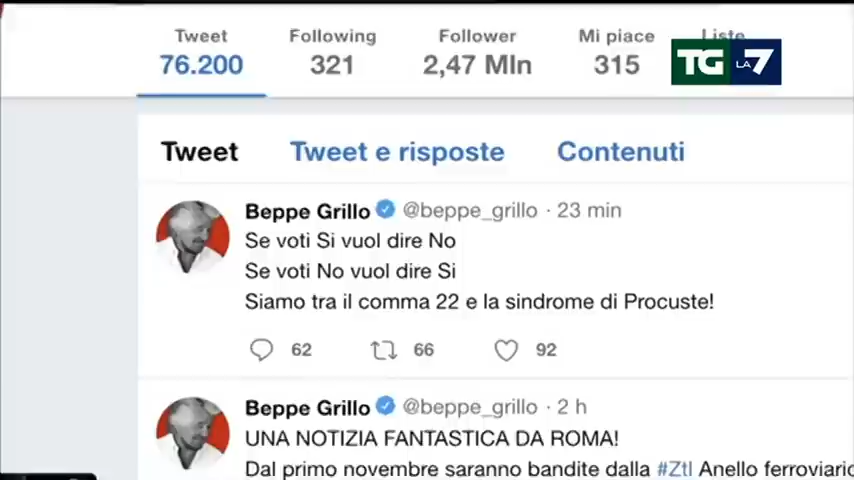 Tweet Following Follower Mi piace Liste
76.200 321 2,47 Mln 315
TG LA 7
Tweet Tweet e risposte Contenuti
Beppe Grillo @beppe_grillo · 23 min
Se voti Si vuol dire No
Se voti No vuol dire Si
Siamo tra il comma 22 e la sindrome di Procuste!
62 66 92
Beppe Grillo @beppe_grillo · 2 h
UNA NOTIZIA FANTASTICA DA ROMA!
Dal primo novembre saranno bandite dalla #Ztl Anello ferroviario